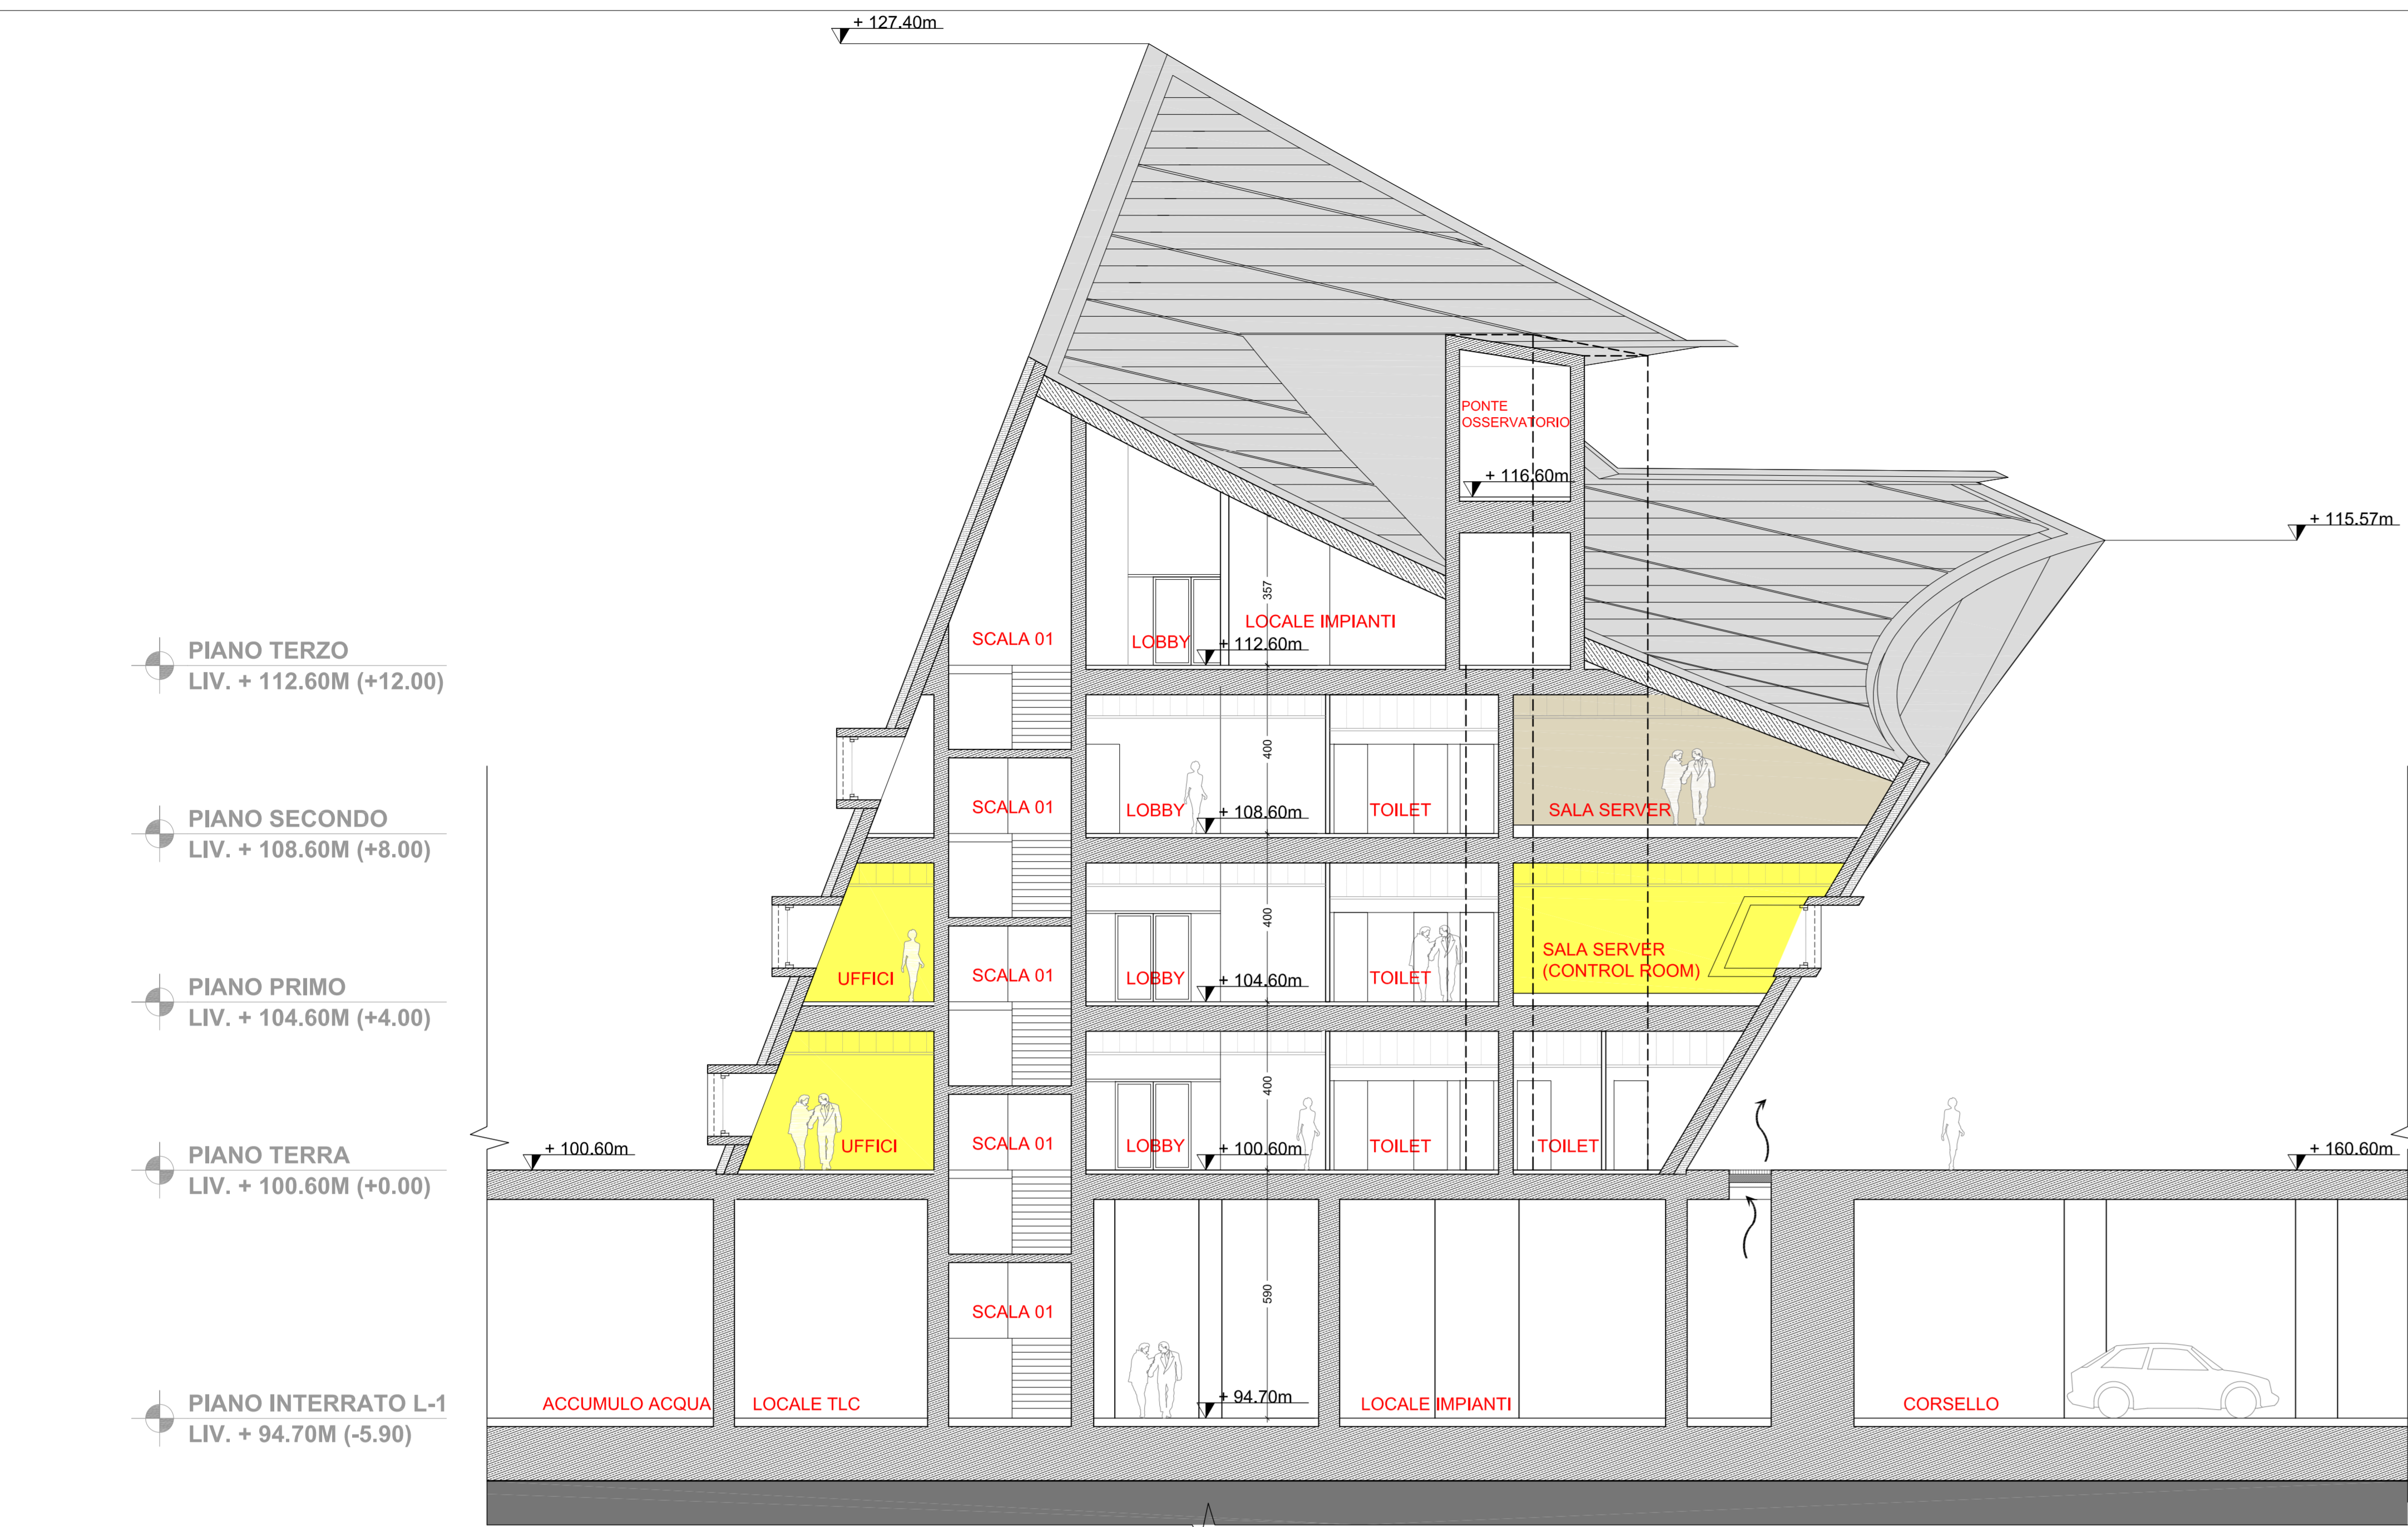 + 127.40m
PONTE
OSSERVATORIO
+ 116.60m
+ 115.57m
357
PIANO TERZO
LIV. + 112.60M (+12.00)
SCALA 01
LOBBY
LOCALE IMPIANTI
+ 112.60m
400
PIANO SECONDO
LIV. + 108.60M (+8.00)
SCALA 01
LOBBY
+ 108.60m
TOILET
SALA SERVER
400
PIANO PRIMO
LIV. + 104.60M (+4.00)
UFFICI
SCALA 01
LOBBY
+ 104.60m
TOILET
SALA SERVER
(CONTROL ROOM)
400
PIANO TERRA
LIV. + 100.60M (+0.00)
+ 100.60m
UFFICI
SCALA 01
LOBBY
+ 100.60m
TOILET
TOILET
+ 160.60m
590
SCALA 01
PIANO INTERRATO L-1
LIV. + 94.70M (-5.90)
ACCUMULO ACQUA
LOCALE TLC
+ 94.70m
LOCALE IMPIANTI
CORSELLO